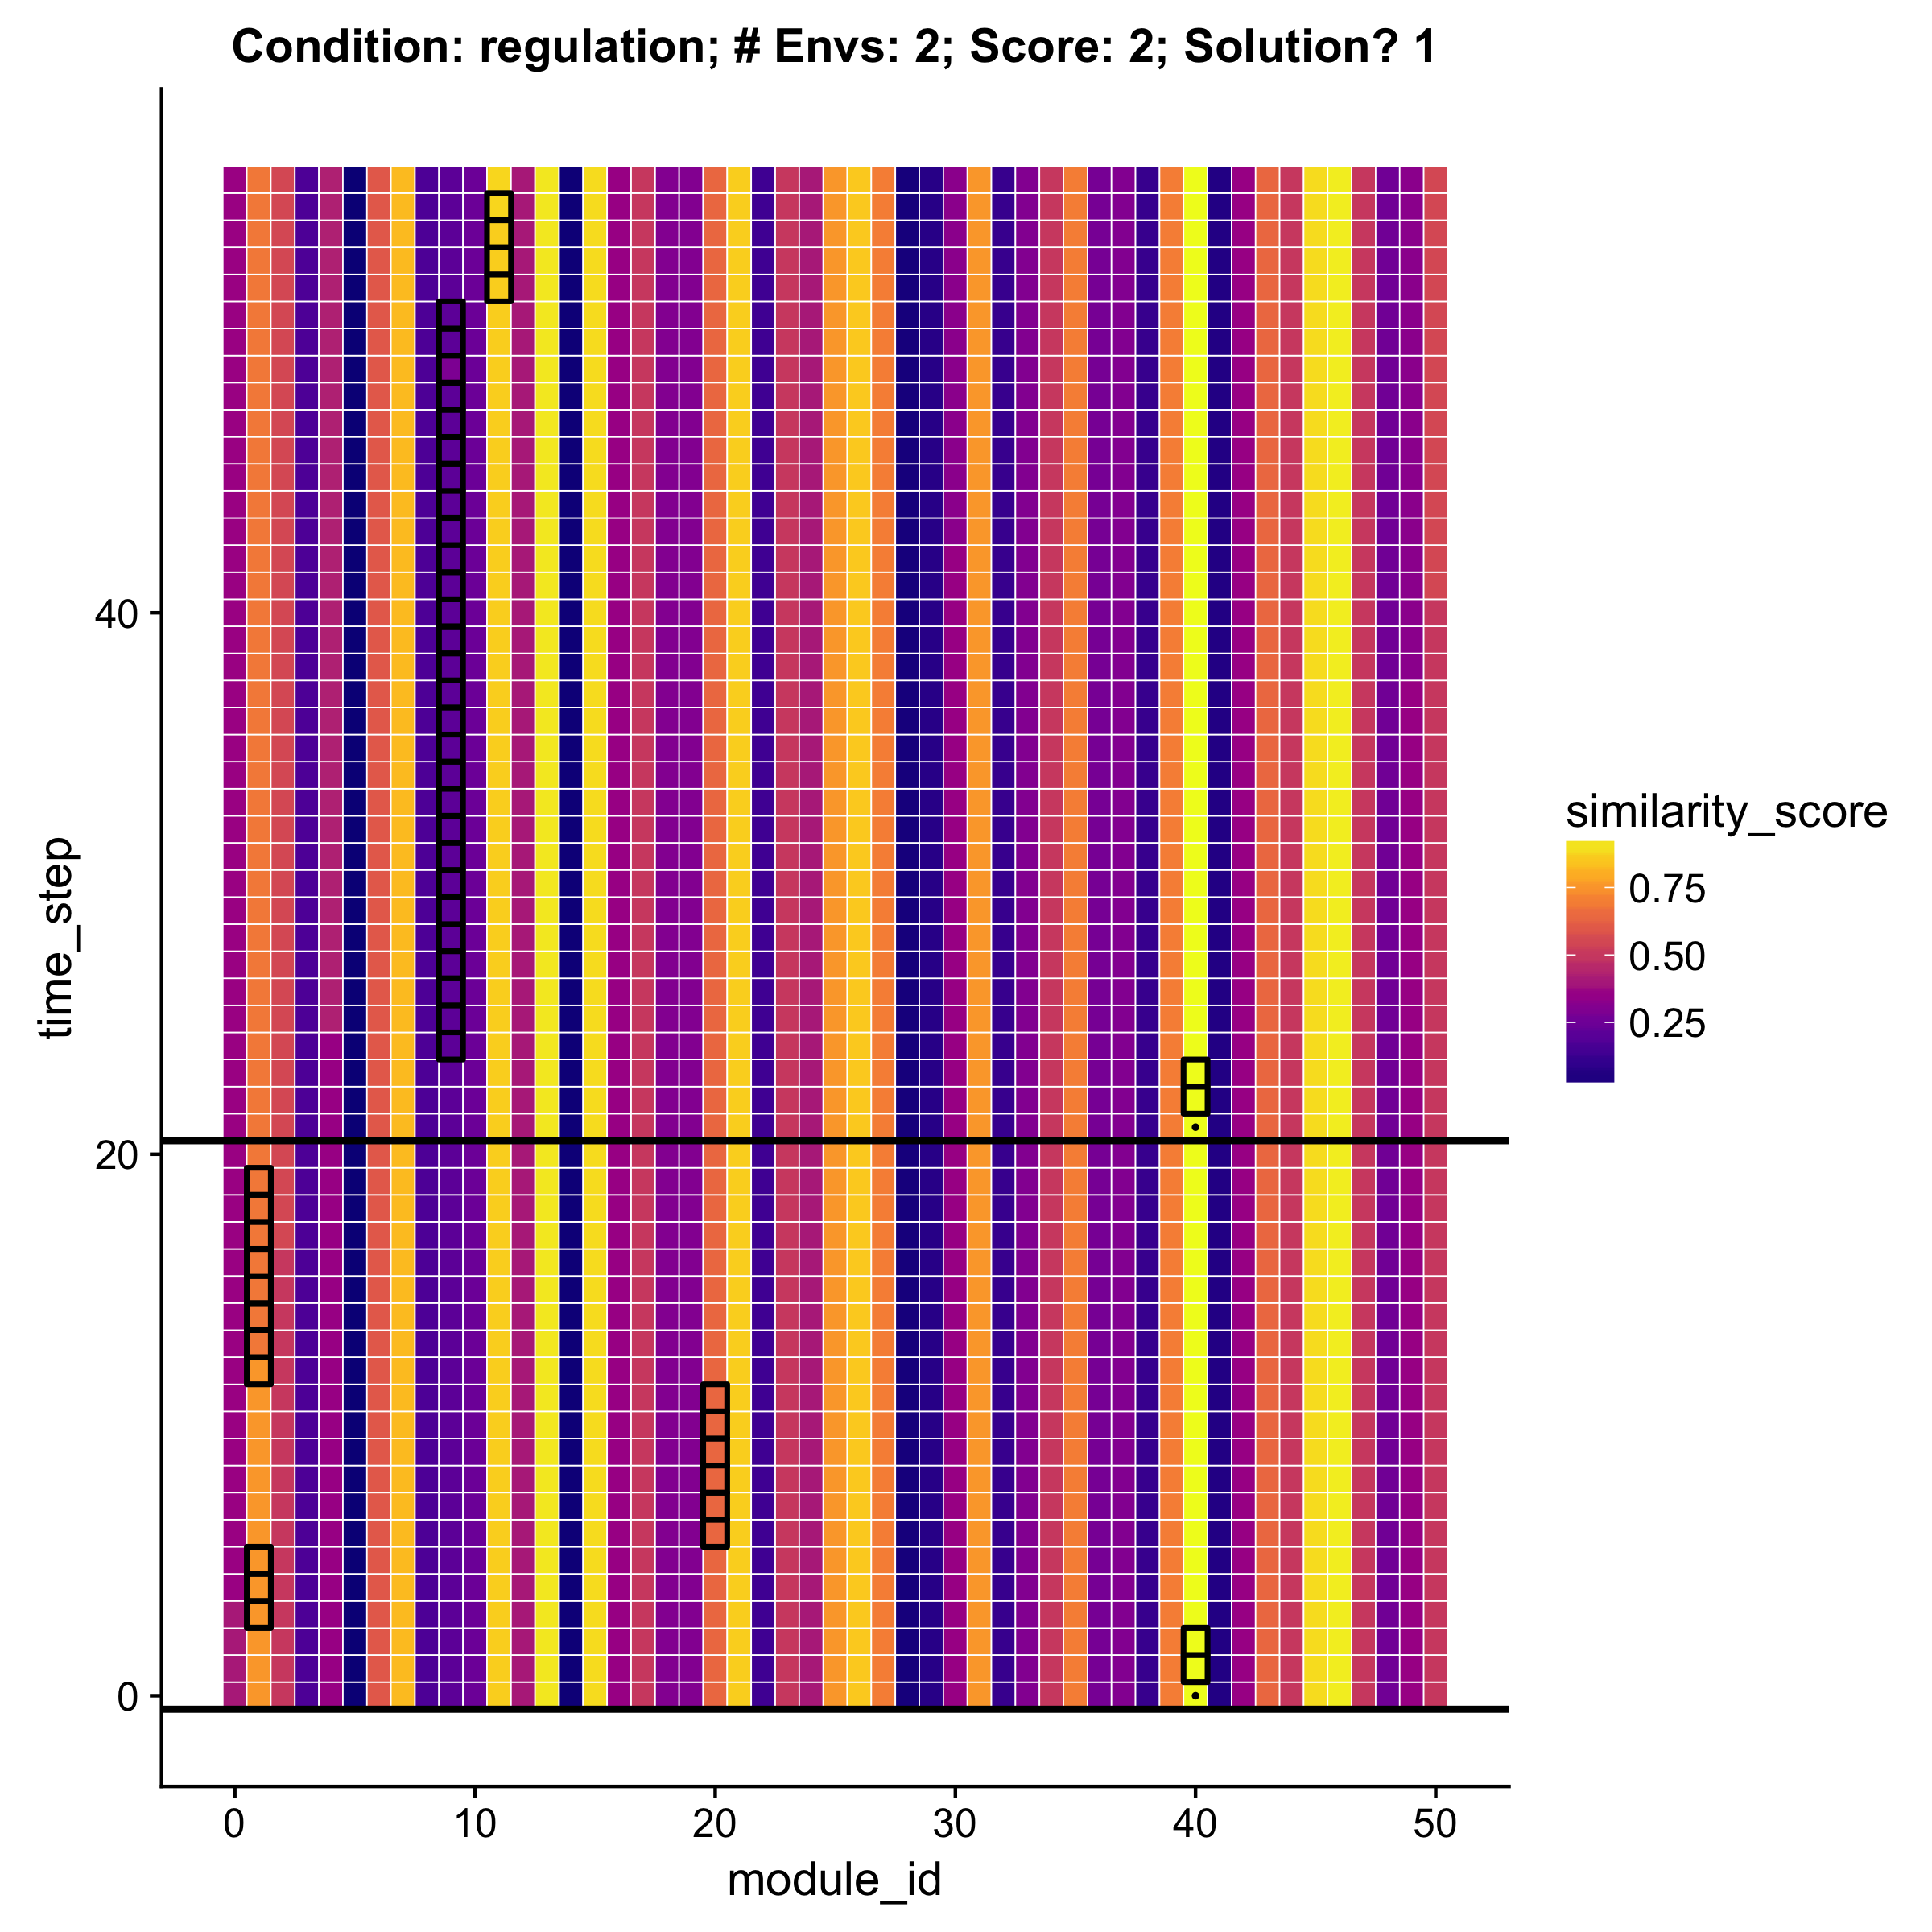 Condition: regulation; # Envs: 2; Score: 2; Solution? 1
time_step
40
20
0
0 10 20 30 40 50
module_id
similarity_score
0.75
0.50
0.25